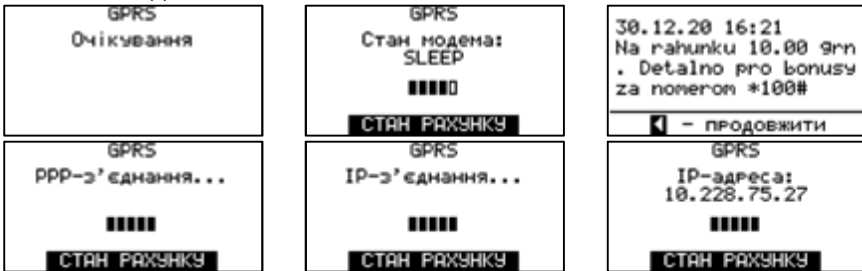 GPRS
Очікування
GPRS
Стан модема:
SLEEP
СТАН РАХУНКУ
30.12.20 16:21
Na rahunku 10.00 grn
. Detalno pro bonusy
za nomerom *100#
- продовжити
GPRS
PPP-з'єднання...
СТАН РАХУНКУ
GPRS
IP-з'єднання...
СТАН РАХУНКУ
GPRS
IP-адреса:
10.228.75.27
СТАН РАХУНКУ